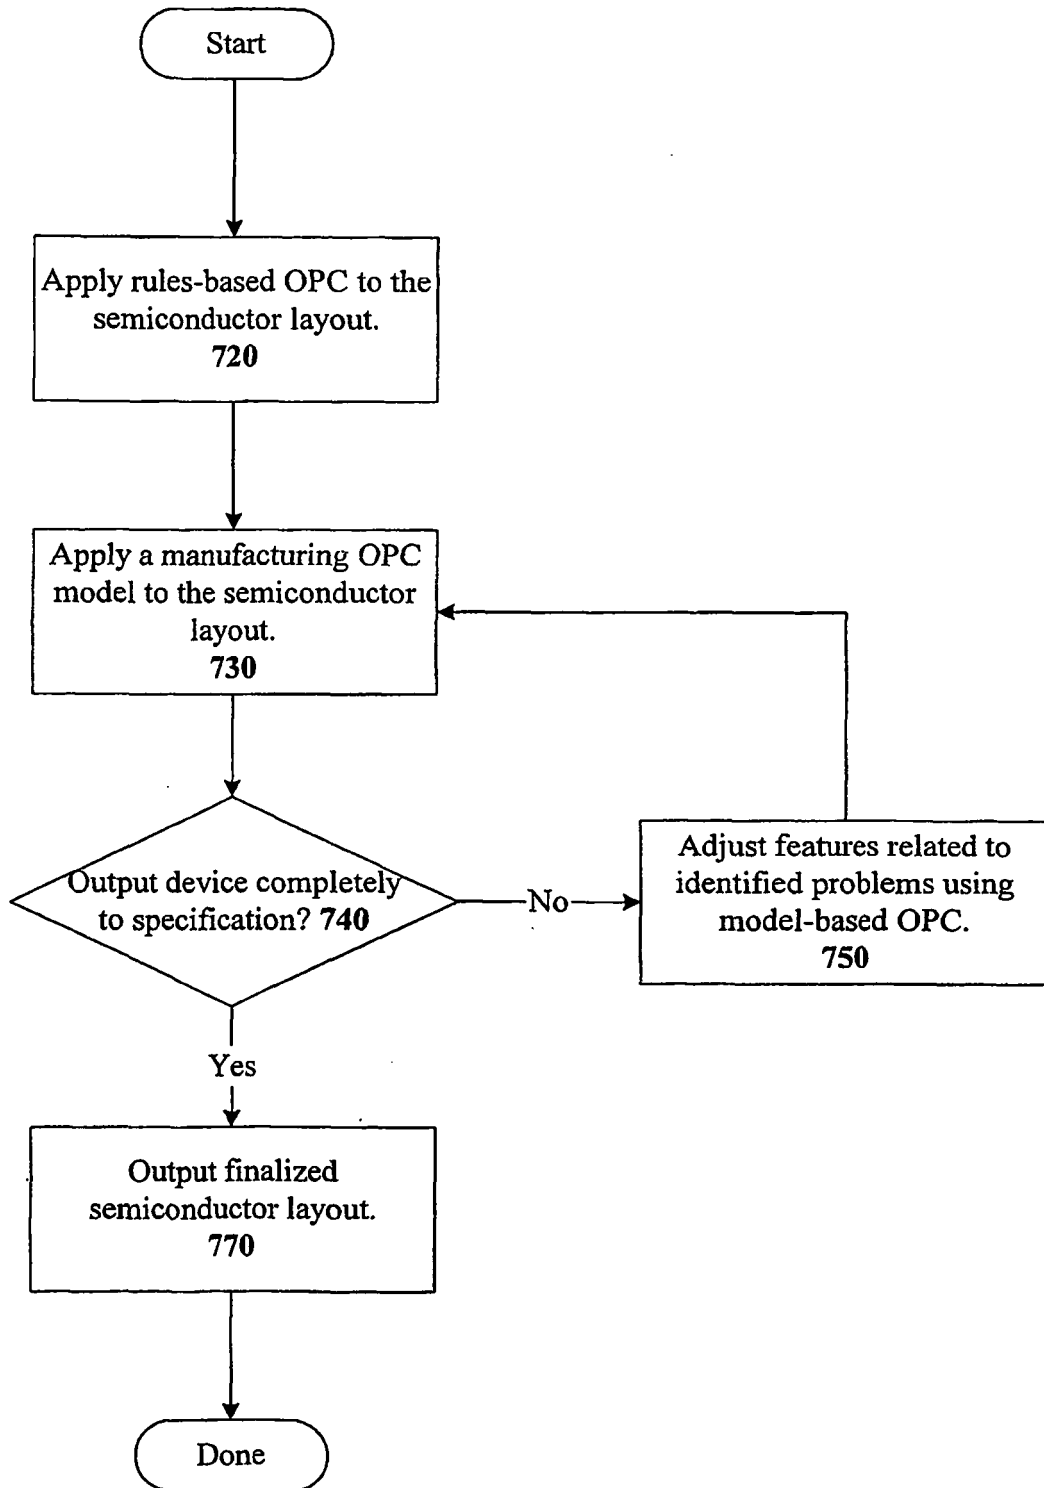 Start
Apply rules-based OPC to the
semiconductor layout.
720
Apply a manufacturing OPC
model to the semiconductor
layout.
730
Output device completely
to specification? 740
No
Adjust features related to
identified problems using
model-based OPC.
750
Yes
Output finalized
semiconductor layout.
770
Done